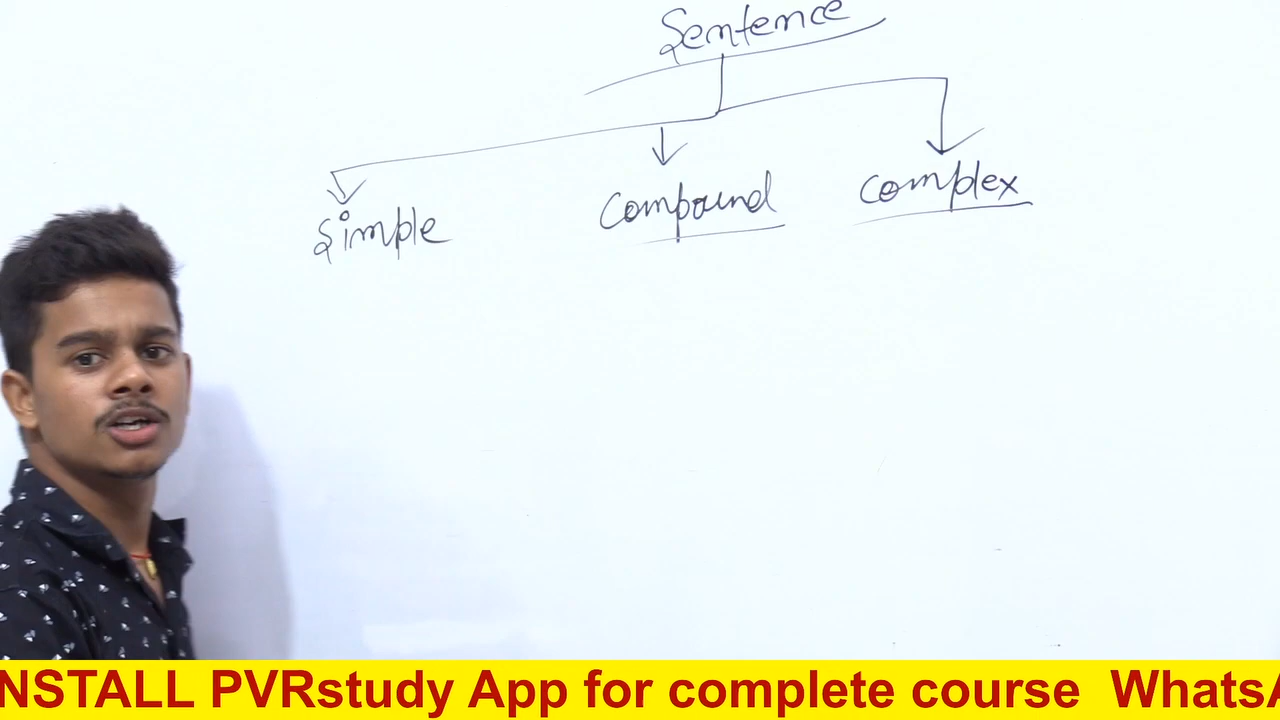 Sentence
Simple
Compound
Complex
NSTALL PVRstudy App for complete course WhatsA